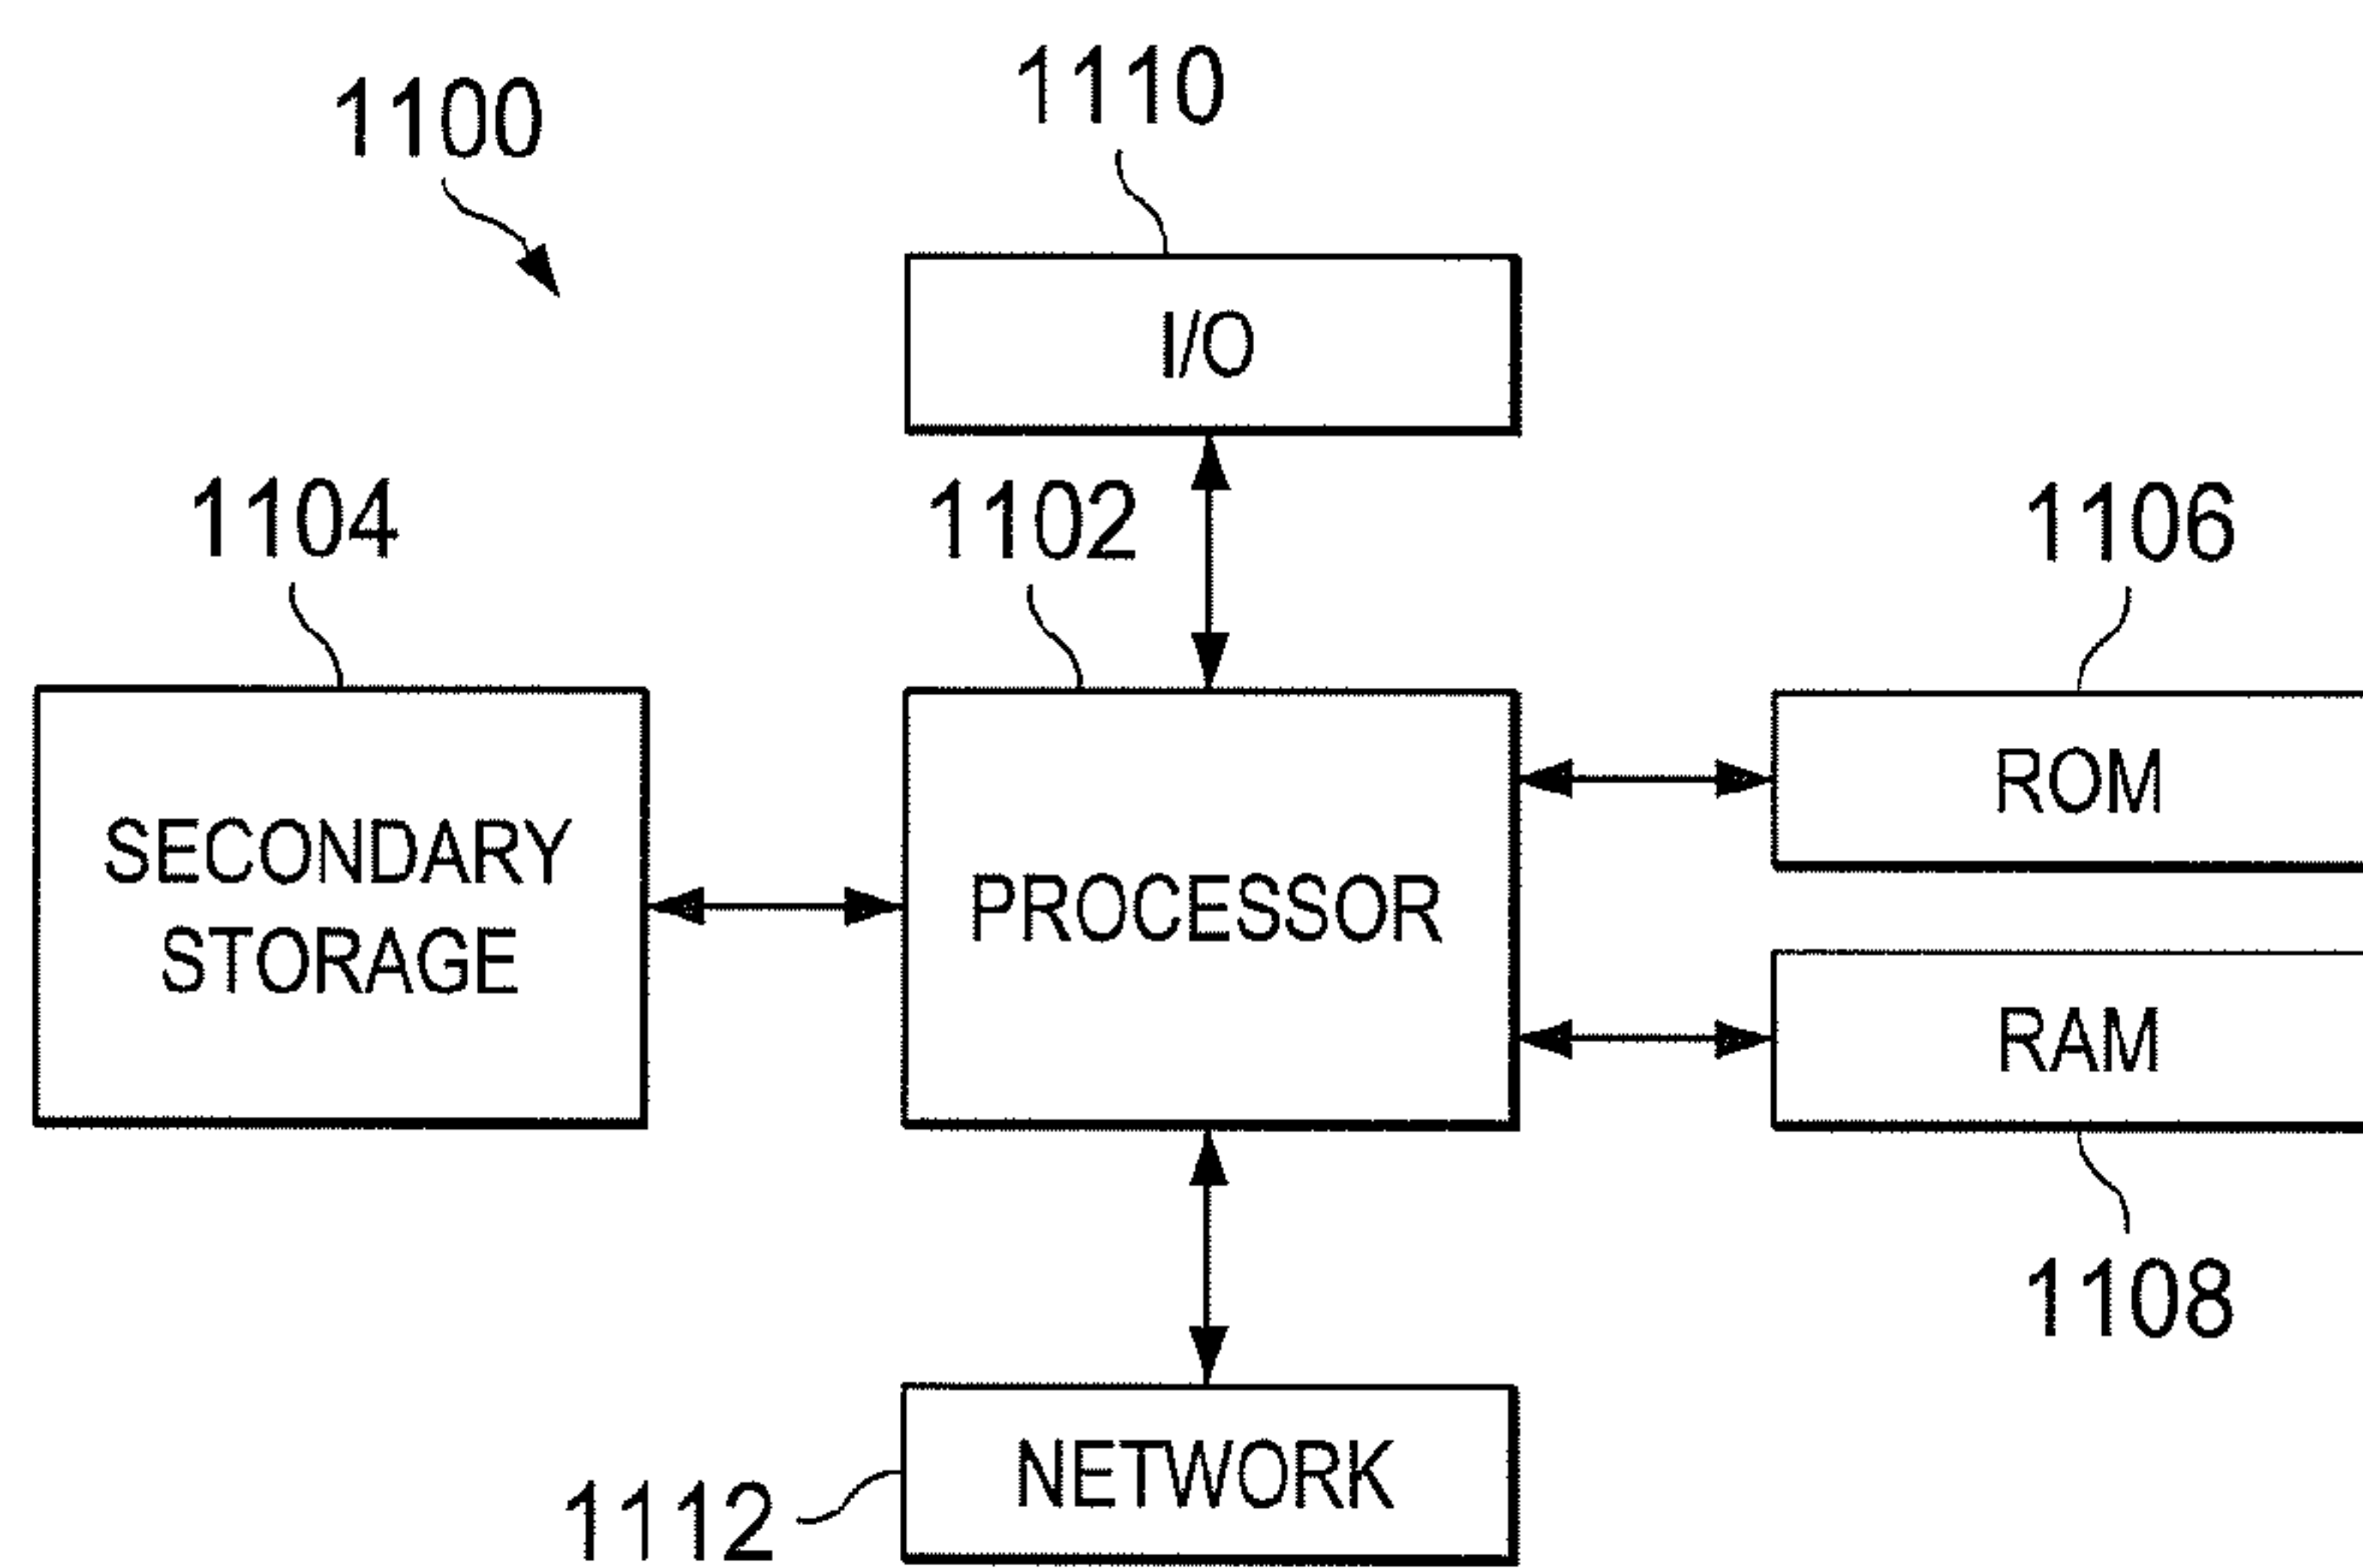 1110
1100
I/O
1104
1102
1106
SECONDARY
STORAGE
PROCESSOR
ROM
RAM
1108
NETWORK
1112